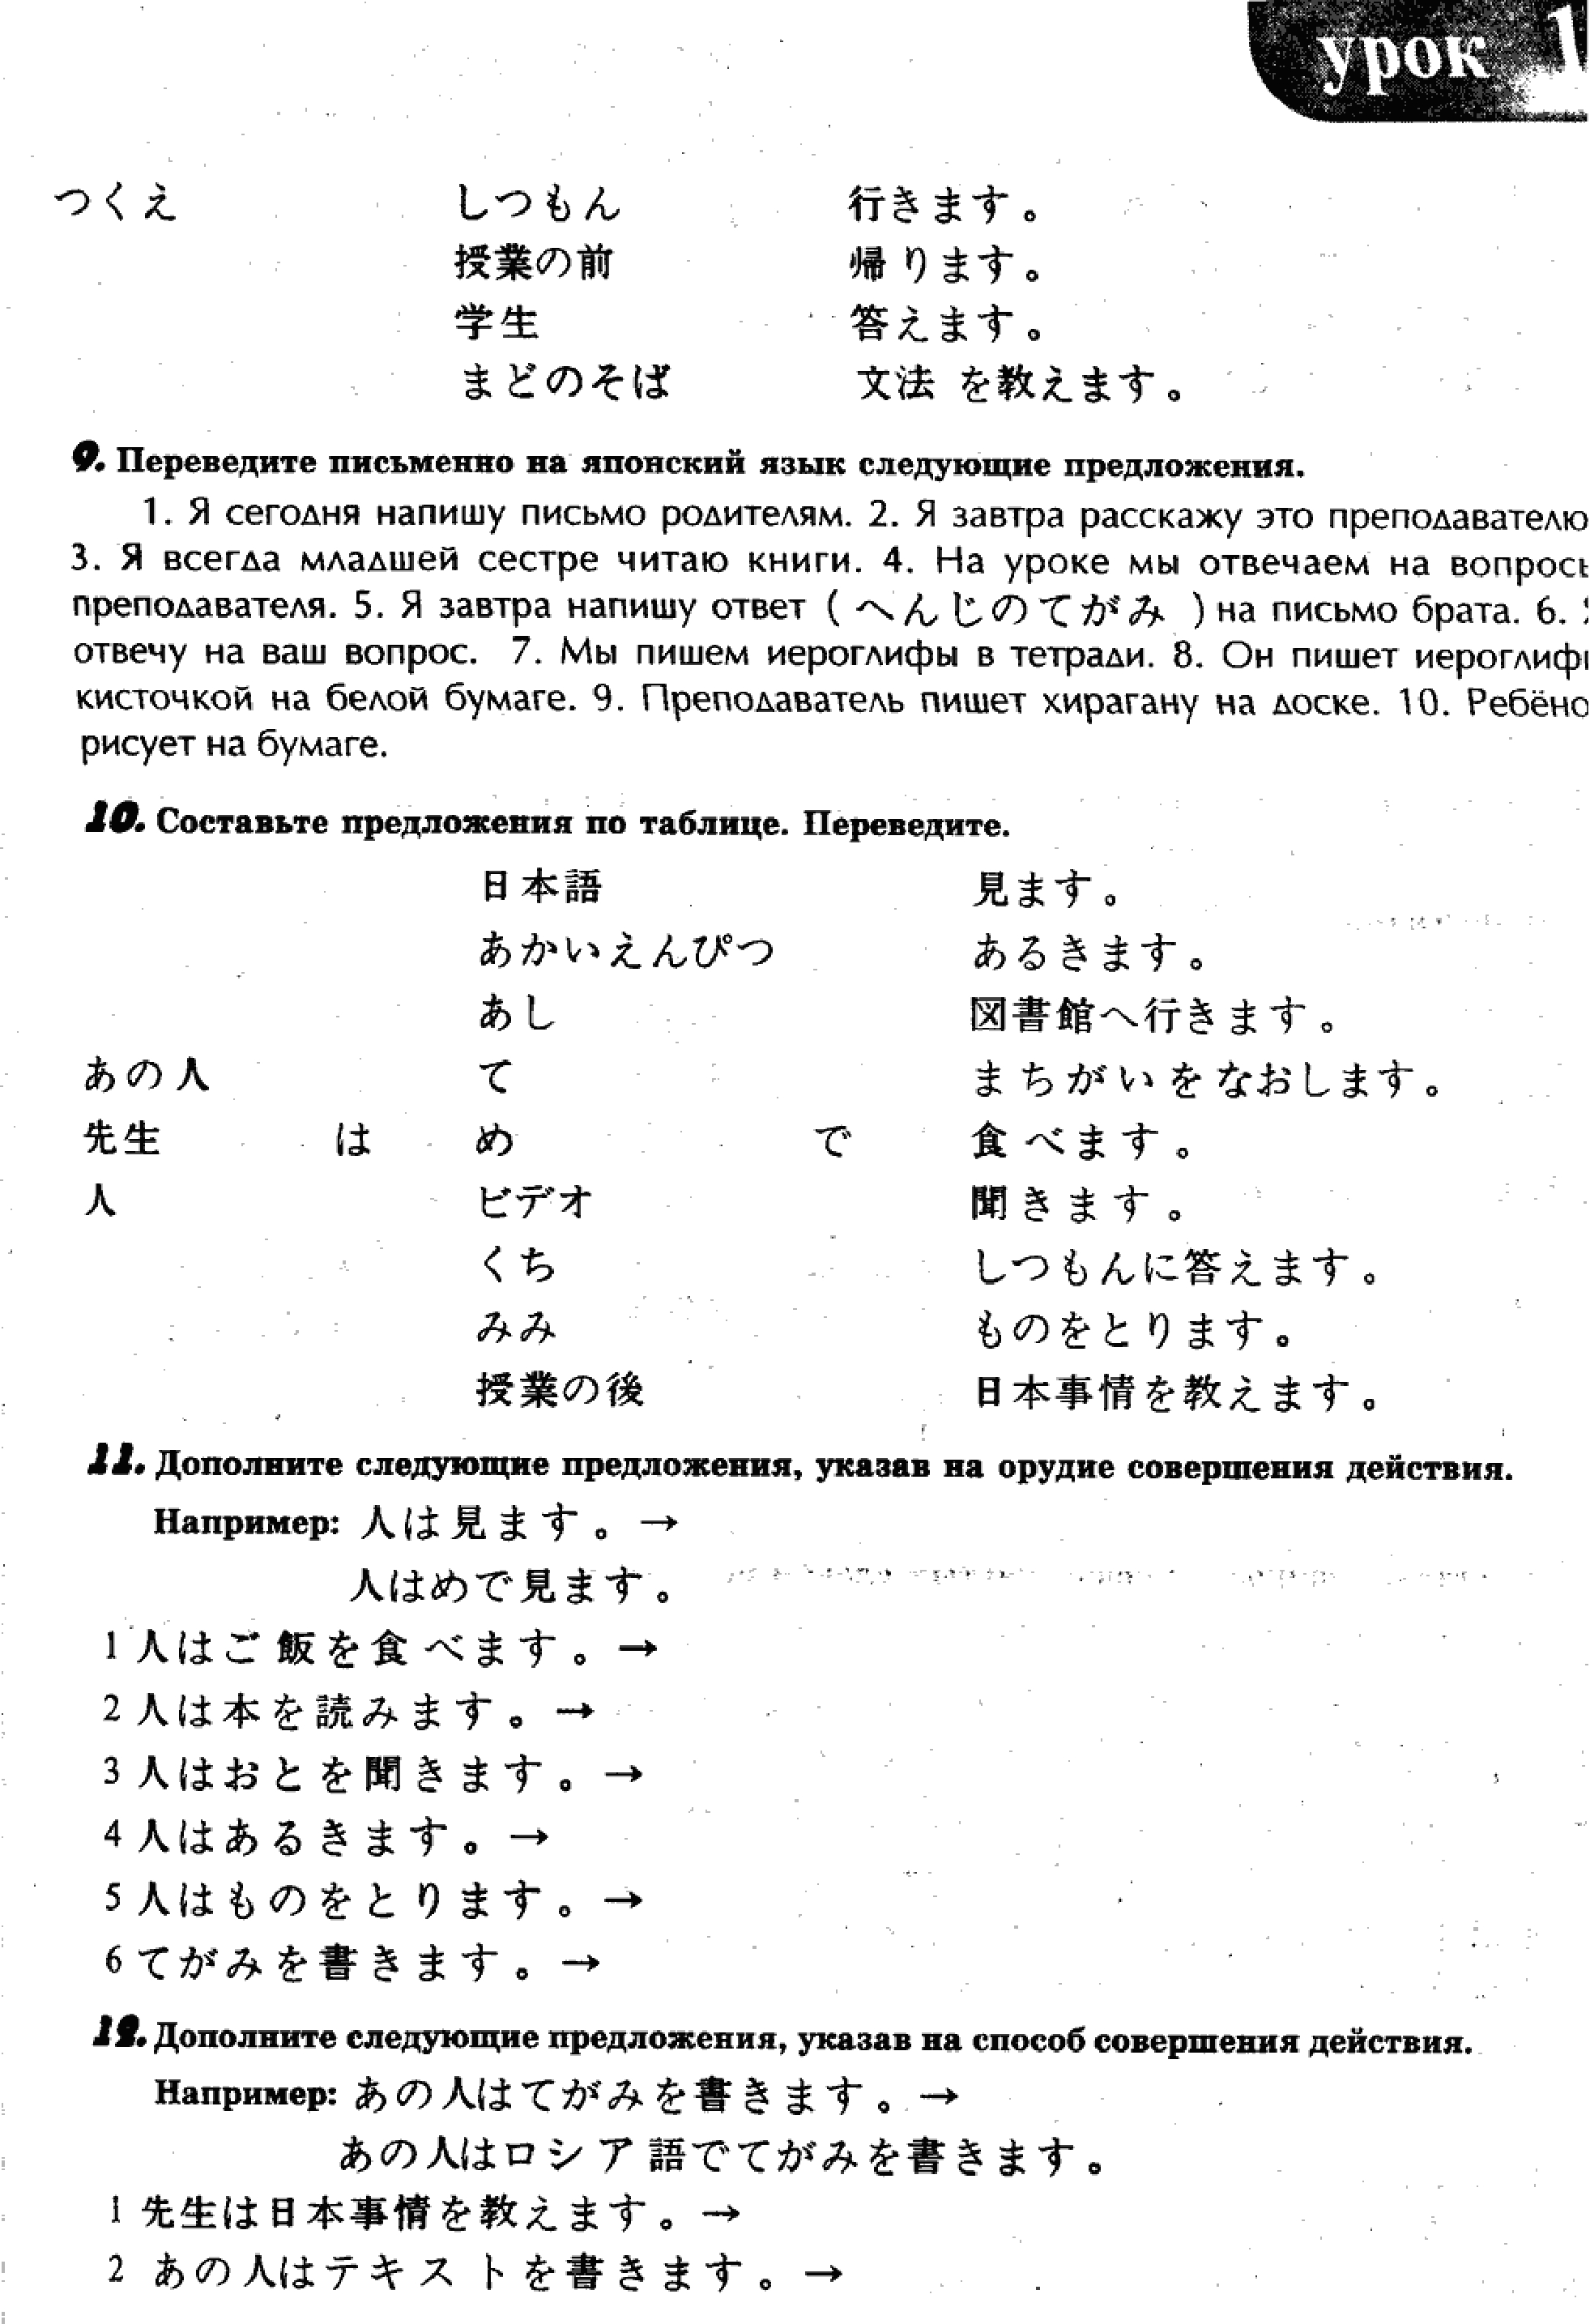 урок 1
つくえ しつもん 行きます。
授業の前 帰ります。
学生 答えます。
まどのそば 文法 を教えます。
9. Переведите письменно на японский язык следующие предложения.
1. Я сегодня напишу письмо родителям. 2. Я завтра расскажу это преподавателю
3. Я всегда младшей сестре читаю книги. 4. На уроке мы отвечаем на
преподавателя. 5. Я завтра напишу ответ ( へんじのてがみ ) на письмо брата. 6.
отвечу на ваш вопрос. 7. Мы пишем иероглифы в тетради. 8. Он пишет
кисточкой на белой бумаге. 9. Преподаватель пишет хирагану на доске. 10.
рисует на бумаге.
10. Составьте предложения по таблице. Переведите.
日本語 見ます。
あかいえんぴつ あるきます。
あし 図書館へ行きます。
あの人 て まちがいをなおします。
先生 は め で 食べます。
人 ビデオ 聞きます。
くち しつもんに答えます。
みみ ものをとります。
授業の後 日本事情を教えます。
11. Дополните следующие предложения, указав на орудие совершения действия.
Например: 人は見ます。→
人はめで見ます。
1 人はご飯を食べます。→
2 人は本を読みます。→
3 人はおとを聞きます。→
4 人はあるきます。→
5 人はものをとります。→
6 てがみを書きます。→
12. Дополните следующие предложения, указав на способ совершения действия.
Например: あの人はてがみを書きます。→
あの人はロシア語でてがみを書きます。
1 先生は日本事情を教えます。→
2 あの人はテキストを書きます。→